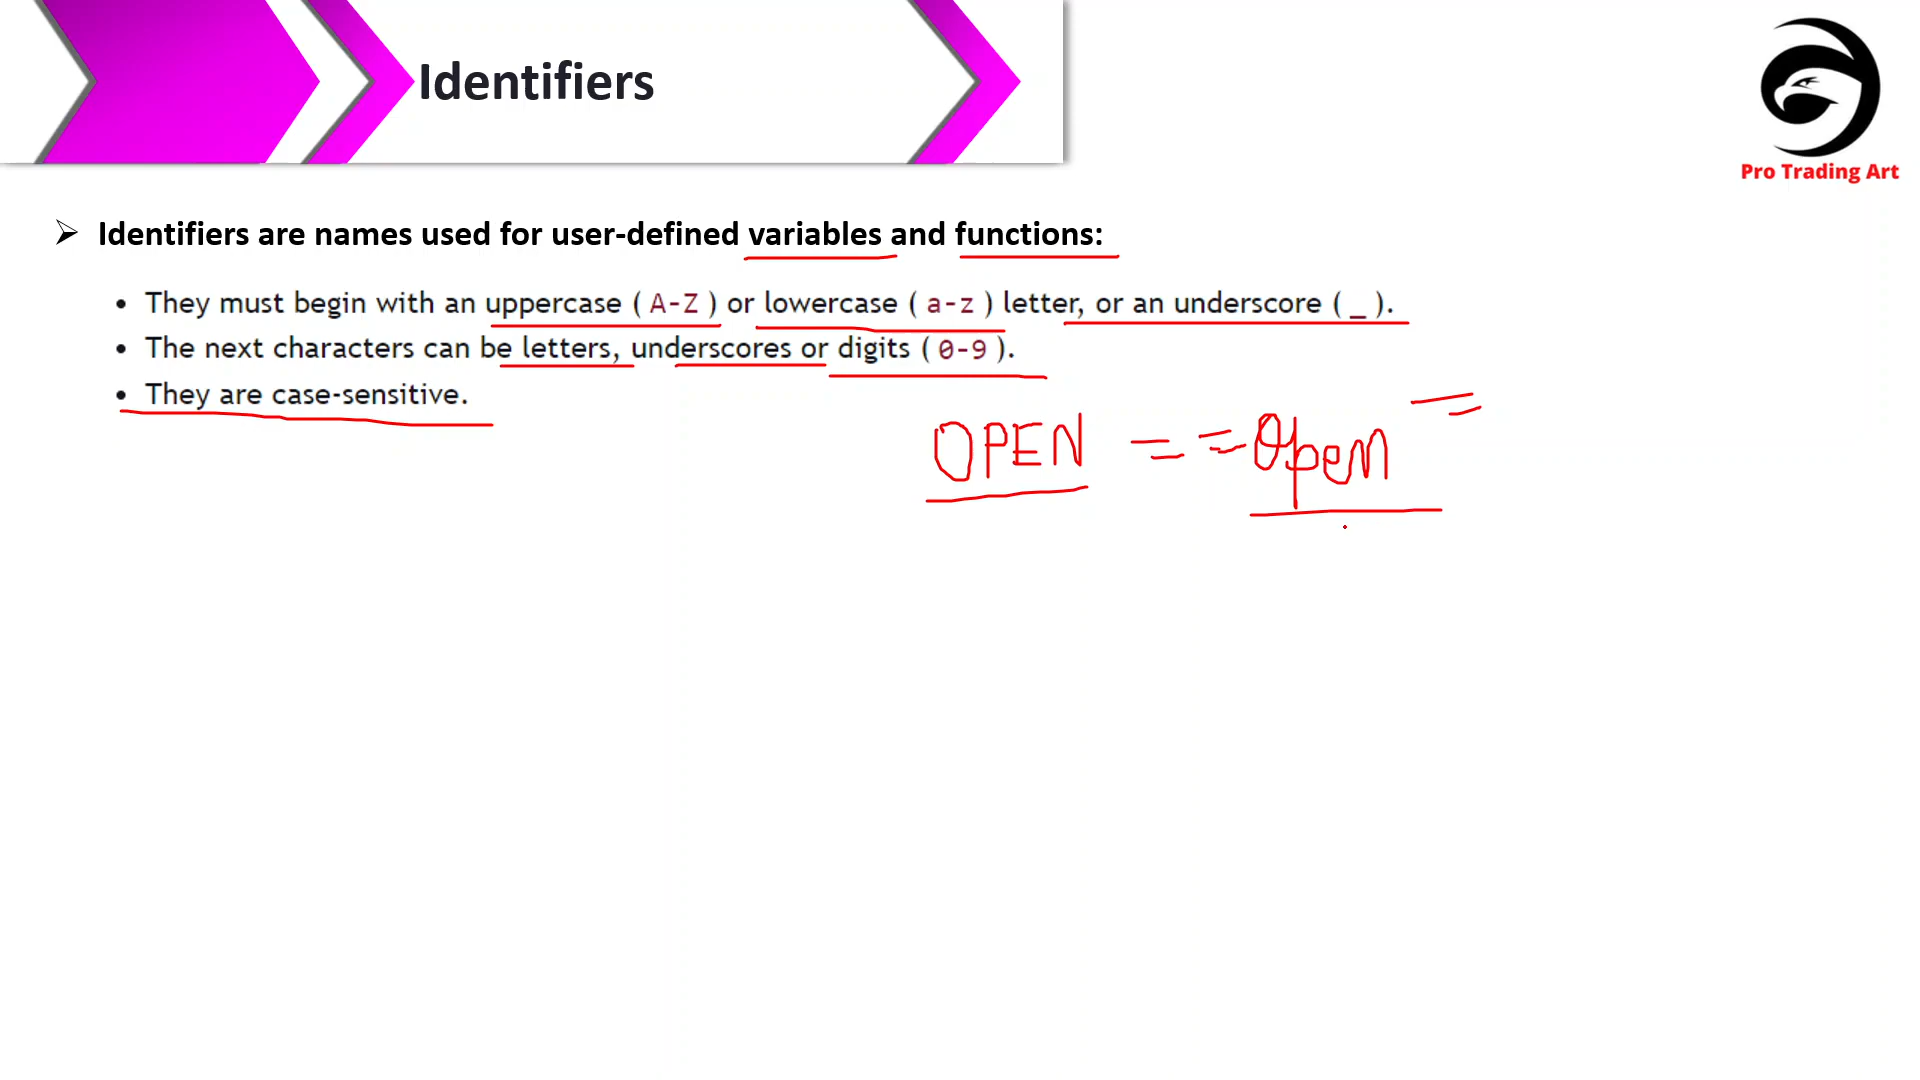 Identifiers
Pro Trading Art
➢ Identifiers are names used for user-defined variables and functions:
• They must begin with an uppercase ( A-Z ) or lowercase ( a-z ) letter, or an underscore ( _ ).
• The next characters can be letters, underscores or digits ( 0-9 ).
• They are case-sensitive.
OPEN = = Open =